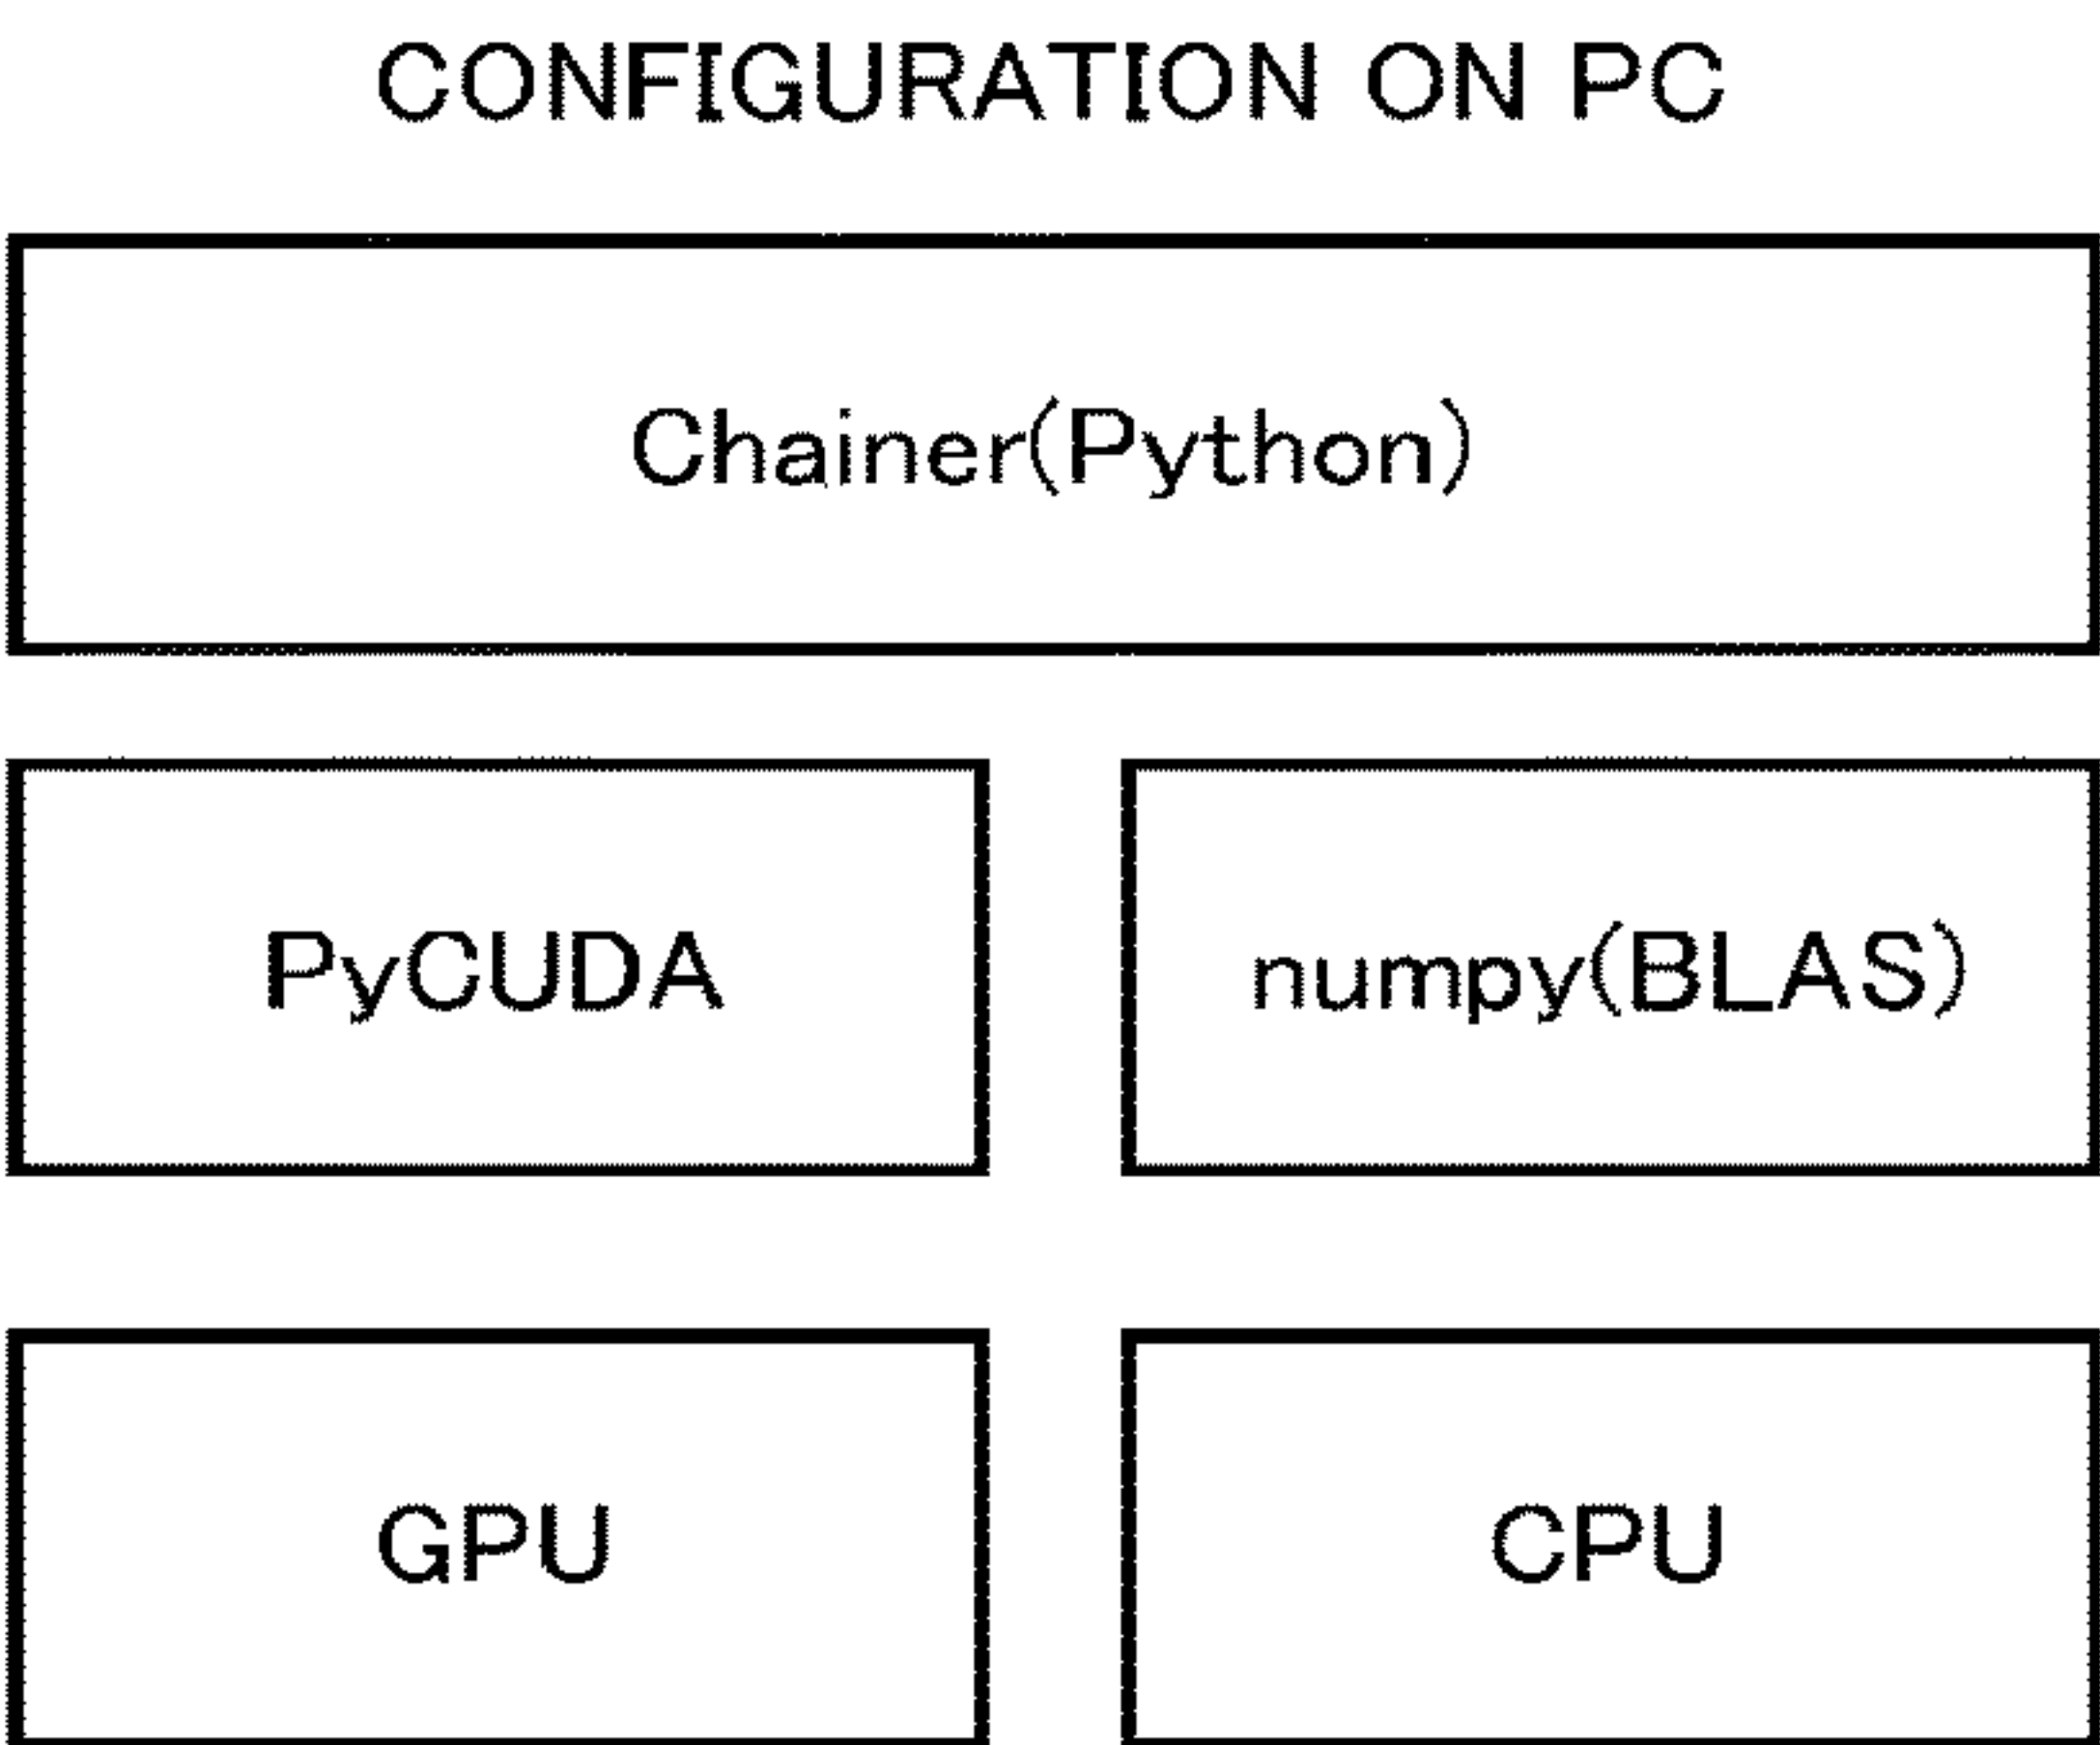 CONFIGURATION ON PC
Chainer(Python)
PyCUDA
numpy(BLAS)
GPU
CPU